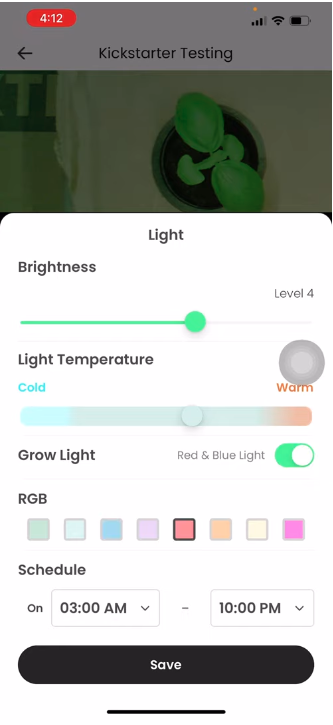 4:12
Kickstarter Testing
Light
Brightness
Level 4
Light Temperature
Cold
Warm
Grow Light
Red & Blue Light
RGB
Schedule
On 03:00 AM – 10:00 PM
Save